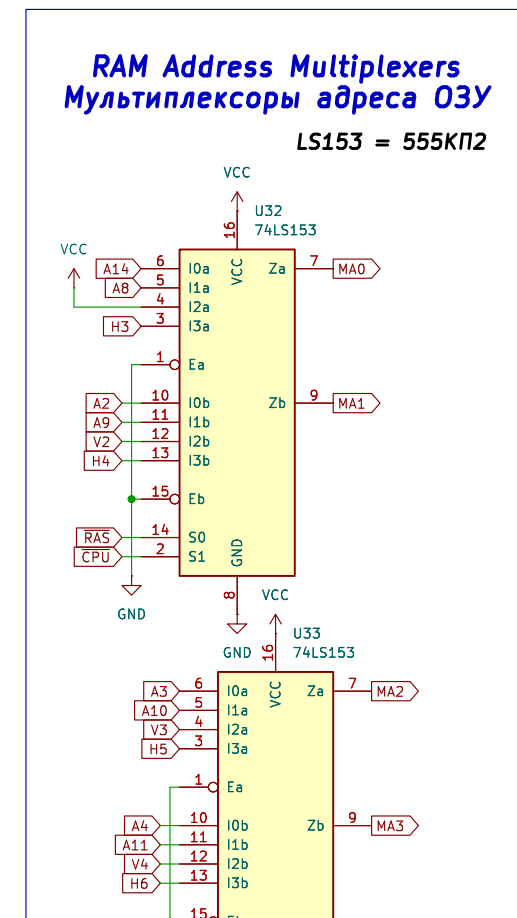 RAM Address Multiplexers
Мультиплексоры адреса ОЗУ
LS153 = 555КП2
VCC
U32
74LS153
16
VCC
VCC
A14 6 I0a Za 7 MA0
A8 5 I1a
4 I2a
H3 3 I3a
1 Ea
A2 10 I0b Zb 9 MA1
A9 11 I1b
V2 12 I2b
H4 13 I3b
15 Eb
R̅A̅S̅ 14 S0
C̅P̅U̅ 2 S1
GND
GND
8
GND
VCC
U33
74LS153
16
VCC
A3 6 I0a Za 7 MA2
A10 5 I1a
V3 4 I2a
H5 3 I3a
1 Ea
A4 10 I0b Zb 9 MA3
A11 11 I1b
V4 12 I2b
H6 13 I3b
15